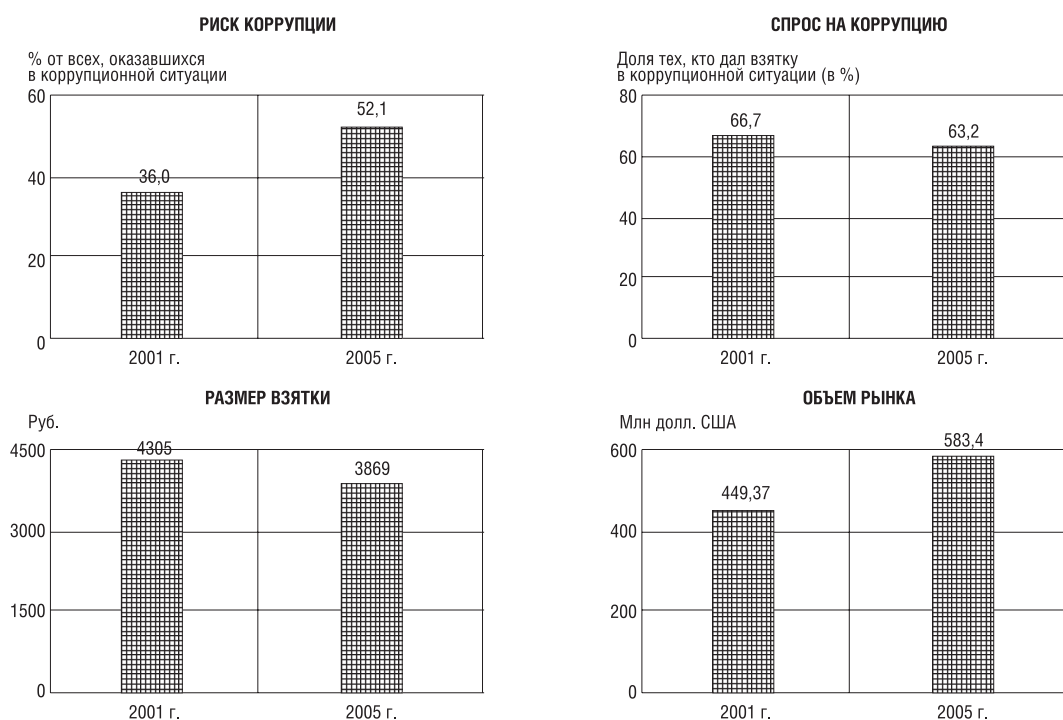 РИСК КОРРУПЦИИ
% от всех, оказавшихся
в коррупционной ситуации
60
40
20
0
36,0
52,1
2001 г.
2005 г.
СПРОС НА КОРРУПЦИЮ
Доля тех, кто дал взятку
в коррупционной ситуации (в %)
80
60
40
20
0
66,7
63,2
2001 г.
2005 г.
РАЗМЕР ВЗЯТКИ
Руб.
4500
3000
1500
0
4305
3869
2001 г.
2005 г.
ОБЪЕМ РЫНКА
Млн долл. США
600
400
200
0
449,37
583,4
2001 г.
2005 г.